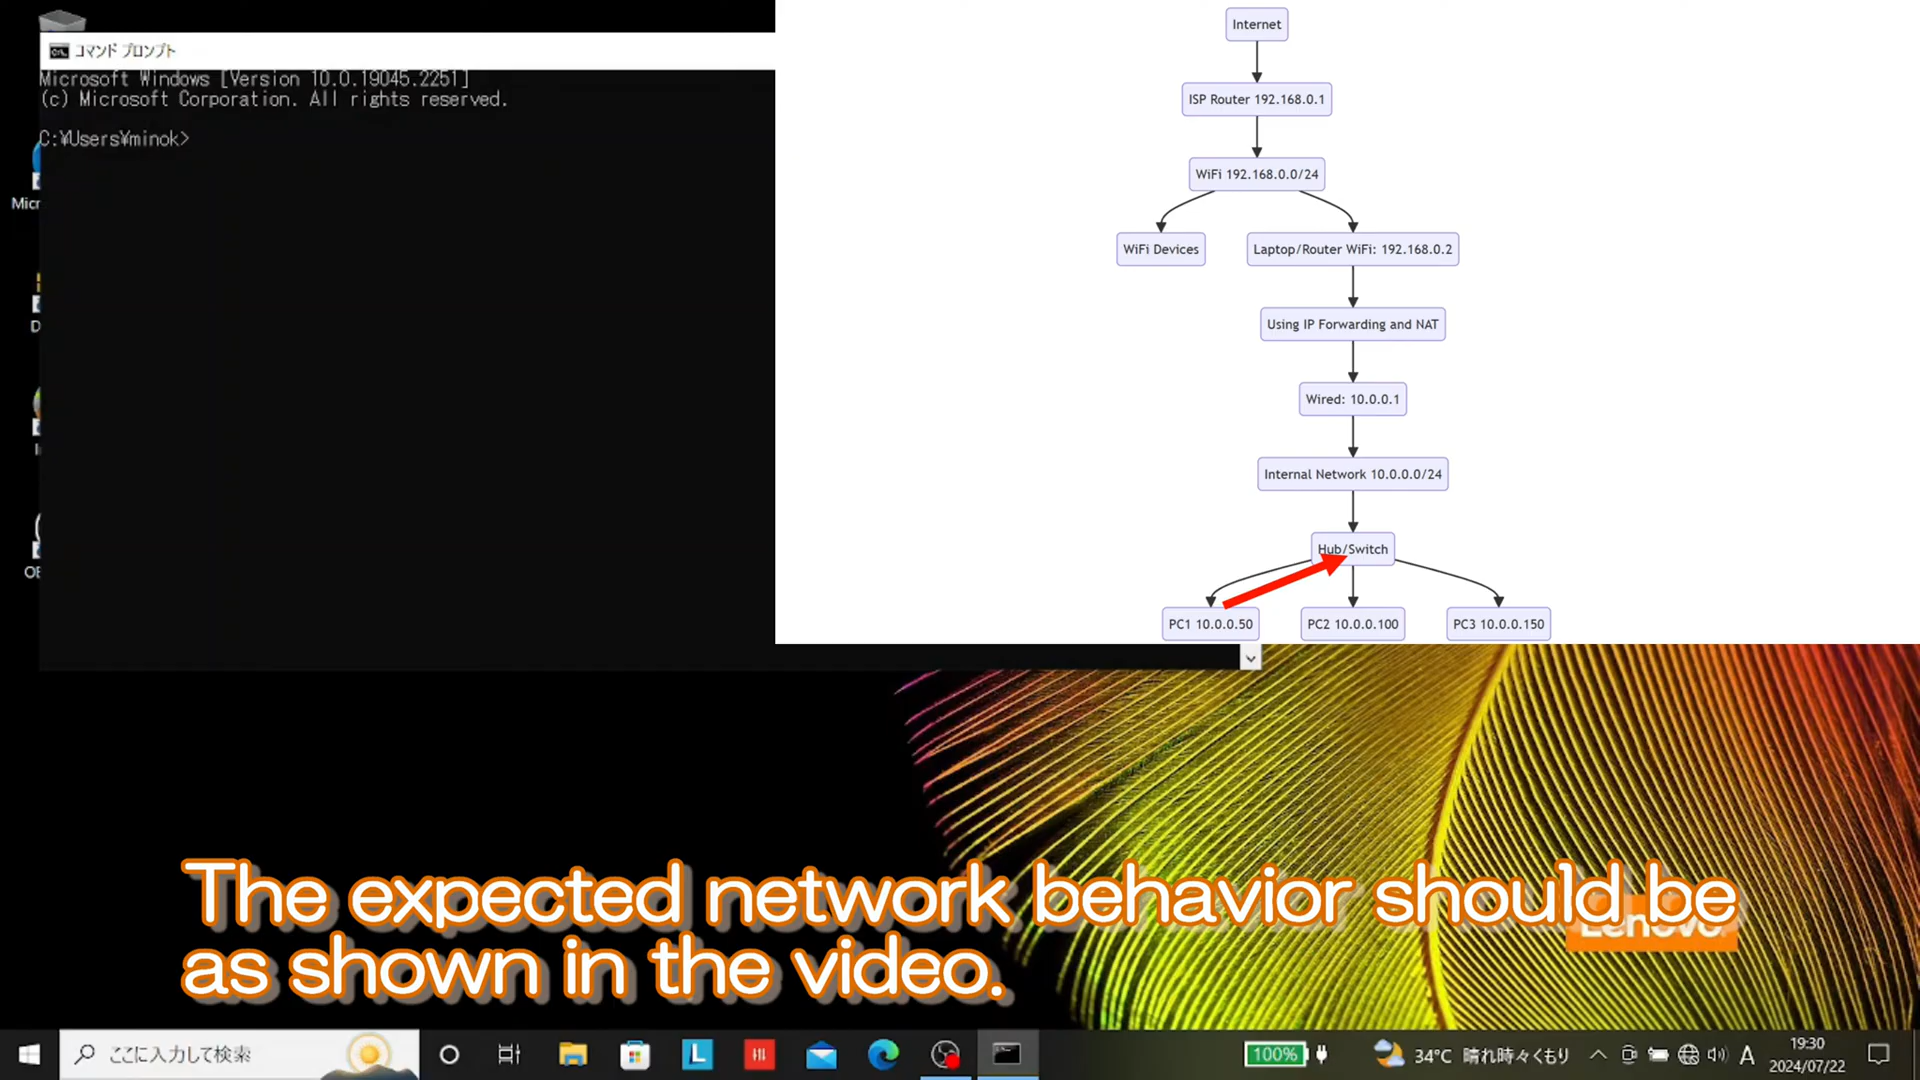 コマンド プロンプト
Microsoft Windows [Version 10.0.19045.2251]
(c) Microsoft Corporation. All rights reserved.
C:¥Users¥minok>
Micr
D
I
OB
Internet
ISP Router 192.168.0.1
WiFi 192.168.0.0/24
WiFi Devices
Laptop/Router WiFi: 192.168.0.2
Using IP Forwarding and NAT
Wired: 10.0.0.1
Internal Network 10.0.0.0/24
Hub/Switch
PC1 10.0.0.50
PC2 10.0.0.100
PC3 10.0.0.150
The expected network behavior should be
as shown in the video.
Lenovo
ここに入力して検索
L
100%
34°C 晴れ時々くもり
A
19:30
2024/07/22